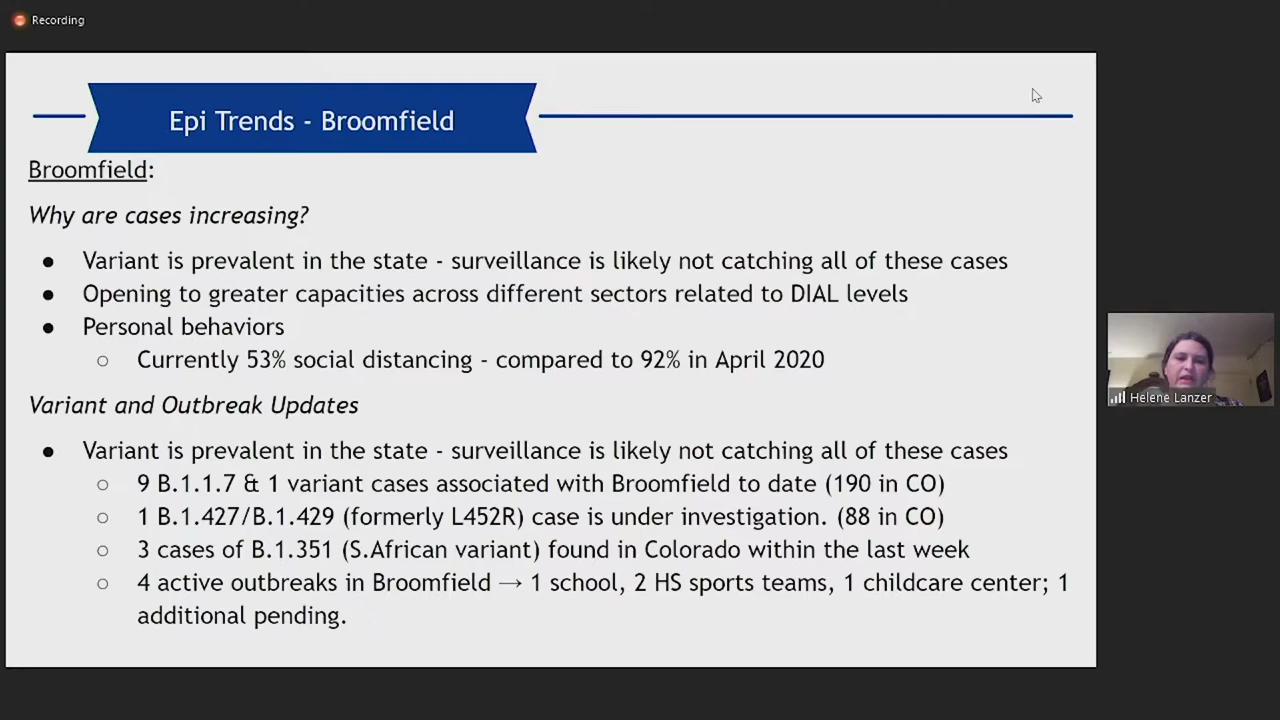 Recording
Epi Trends - Broomfield
Broomfield:
Why are cases increasing?
● Variant is prevalent in the state - surveillance is likely not catching all of these cases
● Opening to greater capacities across different sectors related to DIAL levels
● Personal behaviors
○ Currently 53% social distancing - compared to 92% in April 2020
Variant and Outbreak Updates
● Variant is prevalent in the state - surveillance is likely not catching all of these cases
○ 9 B.1.1.7 & 1 variant cases associated with Broomfield to date (190 in CO)
○ 1 B.1.427/B.1.429 (formerly L452R) case is under investigation. (88 in CO)
○ 3 cases of B.1.351 (S.African variant) found in Colorado within the last week
○ 4 active outbreaks in Broomfield → 1 school, 2 HS sports teams, 1 childcare center; 1
additional pending.
Helene Lanzer